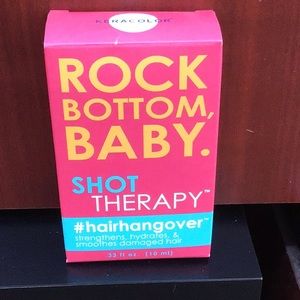 KERACOLOR
ROCK
BOTTOM,
BABY.
SHOT
THERAPY™
#hairhangover™
strengthens, hydrates, &
smoothes damaged hair
.33 fl oz. (10 ml)